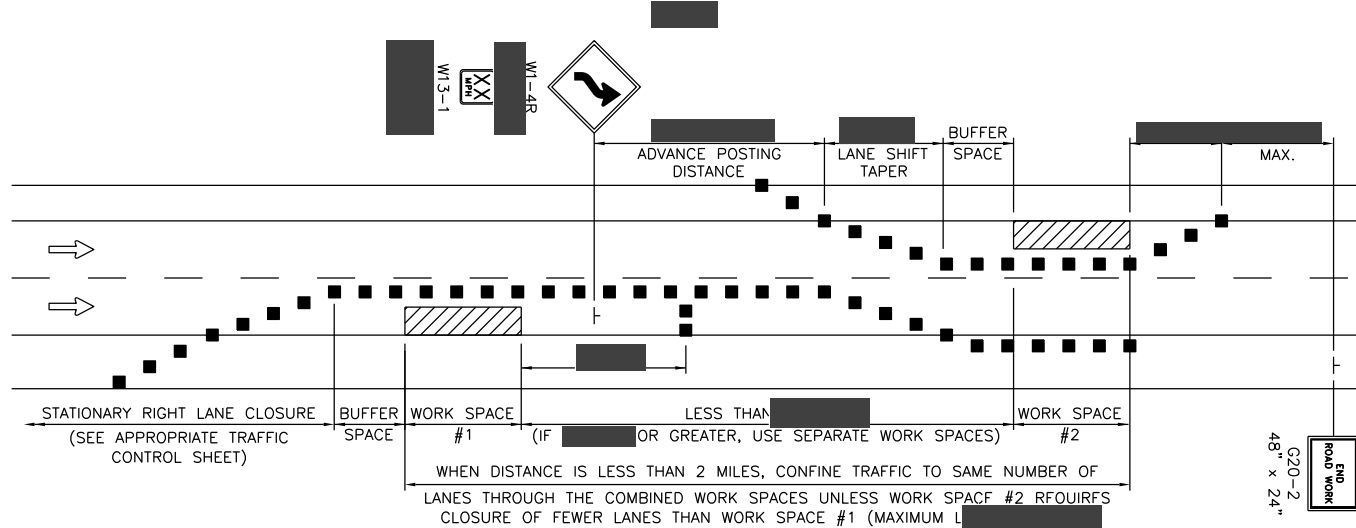 W13-1
XX
MPH
W1-4R
ADVANCE POSTING
DISTANCE
LANE SHIFT
TAPER
BUFFER
SPACE
MAX.
STATIONARY RIGHT LANE CLOSURE
(SEE APPROPRIATE TRAFFIC
CONTROL SHEET)
BUFFER
SPACE
WORK SPACE
#1
LESS THAN
(IF OR GREATER, USE SEPARATE WORK SPACES)
WORK SPACE
#2
WHEN DISTANCE IS LESS THAN 2 MILES, CONFINE TRAFFIC TO SAME NUMBER OF
LANES THROUGH THE COMBINED WORK SPACES UNLESS WORK SPACE #2 REQUIRES
CLOSURE OF FEWER LANES THAN WORK SPACE #1 (MAXIMUM
END
ROAD WORK
G20-2
48" x 24"